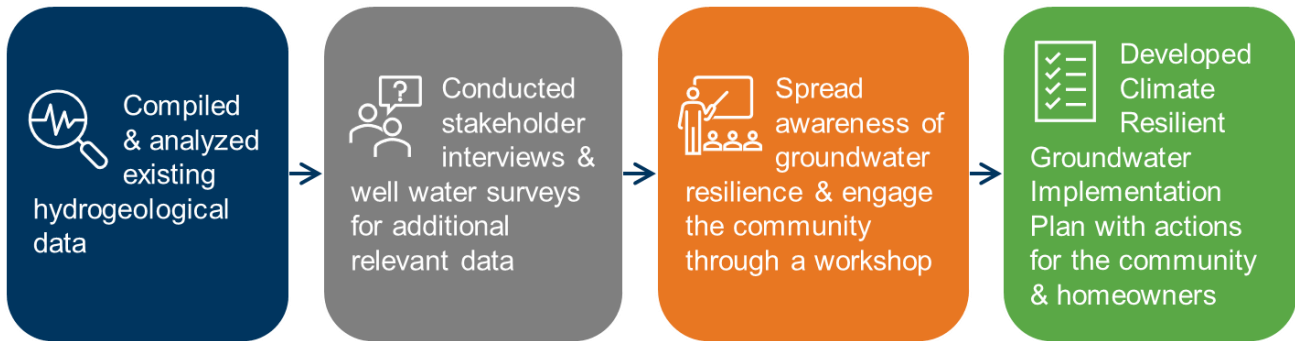 Compiled
& analyzed
existing
hydrogeological
data
?
Conducted
stakeholder
interviews &
well water surveys
for additional
relevant data
Spread
awareness of
groundwater
resilience & engage
the community
through a workshop
Developed
Climate
Resilient
Groundwater
Implementation
Plan with actions
for the community
& homeowners